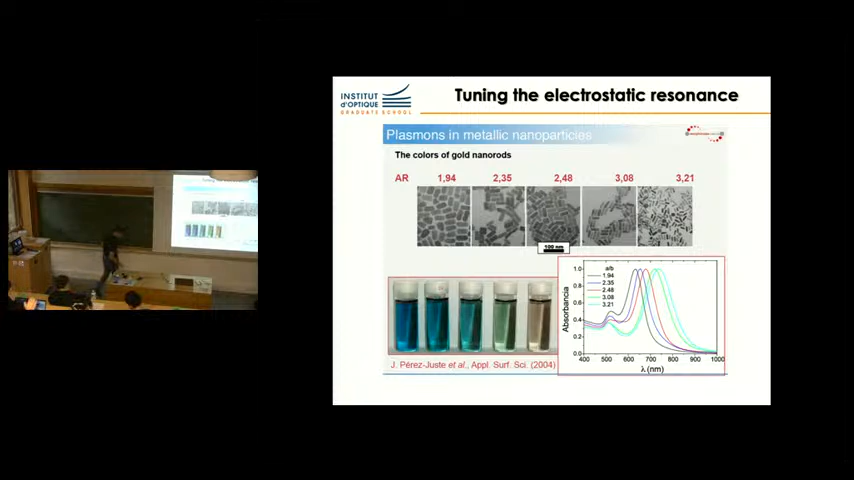 INSTITUT
d'OPTIQUE
GRADUATE SCHOOL
Tuning the electrostatic resonance
Plasmons in metallic nanoparticles
The colors of gold nanorods
AR 1,94 2,35 2,48 3,08 3,21
100 nm
a/b
1.94
2.35
2.48
3.08
3.21
1.0
0.8
0.6
0.4
0.2
0.0
Absorbancia
400 500 600 700 800 900 1000
λ (nm)
J. Pérez-Juste et al., Appl. Surf. Sci. (2004)